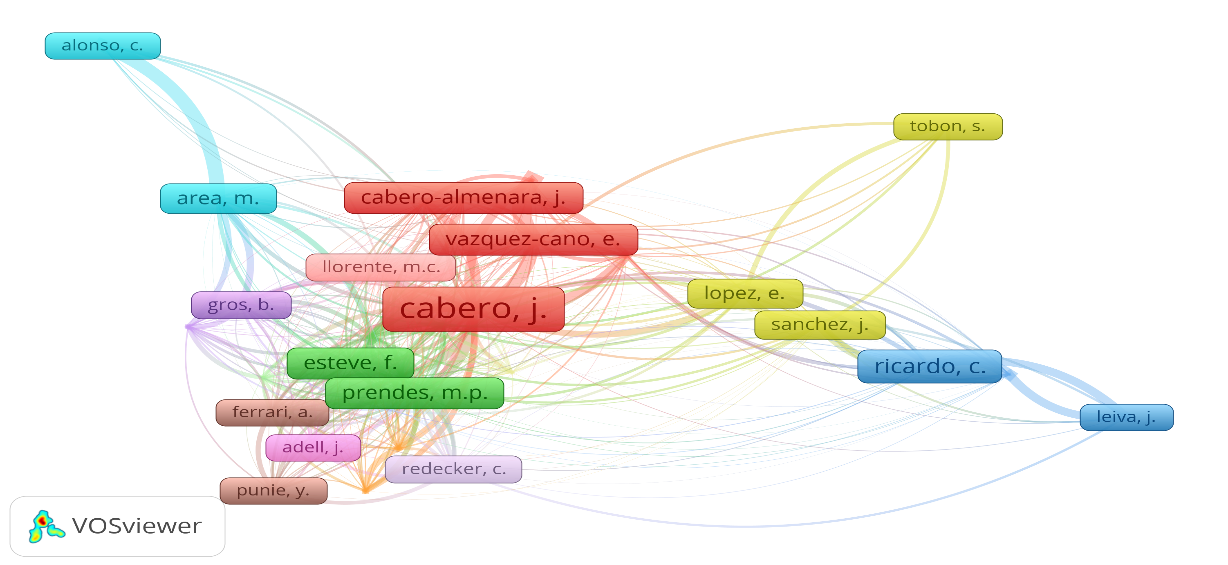 alonso, c.
tobon, s.
area, m.
cabero-almenara, j.
vazquez-cano, e.
llorente, m.c.
lopez, e.
gros, b.
cabero, j.
sanchez, j.
esteve, f.
ricardo, c.
prendes, m.p.
ferrari, a.
leiva, j.
adell, j.
redecker, c.
punie, y.
VOSviewer